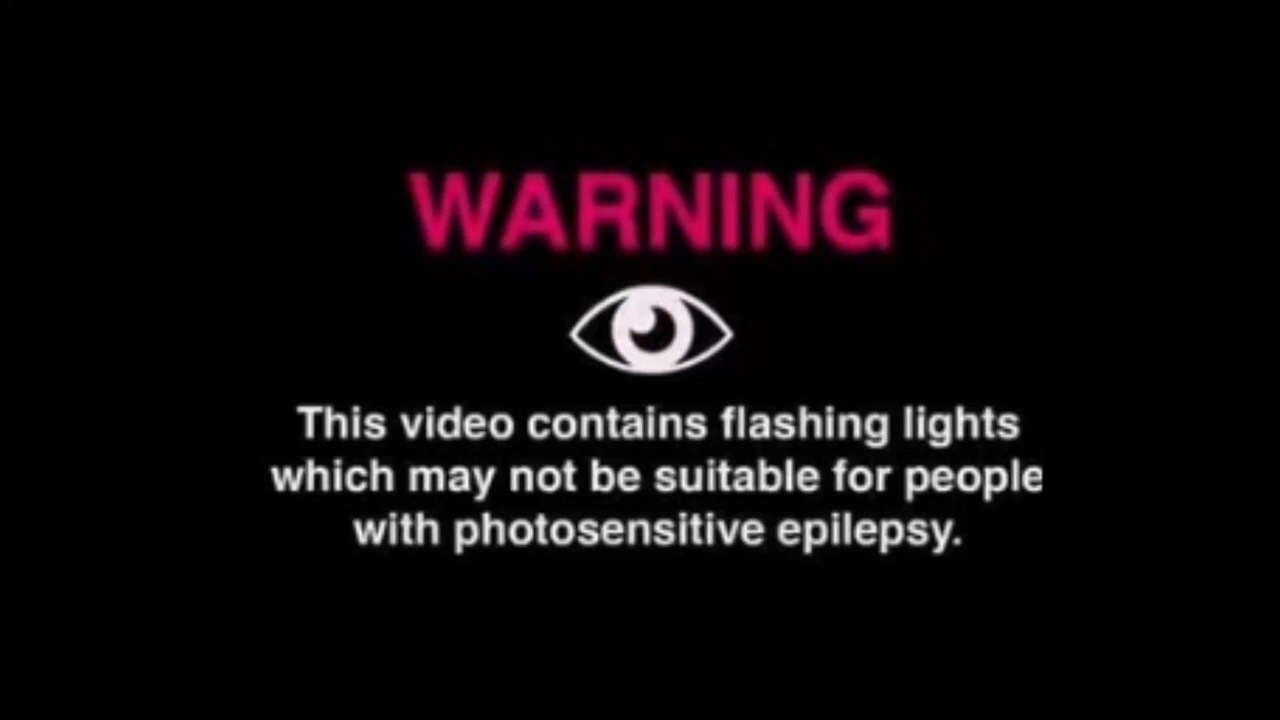 WARNING
This video contains flashing lights
which may not be suitable for people
with photosensitive epilepsy.